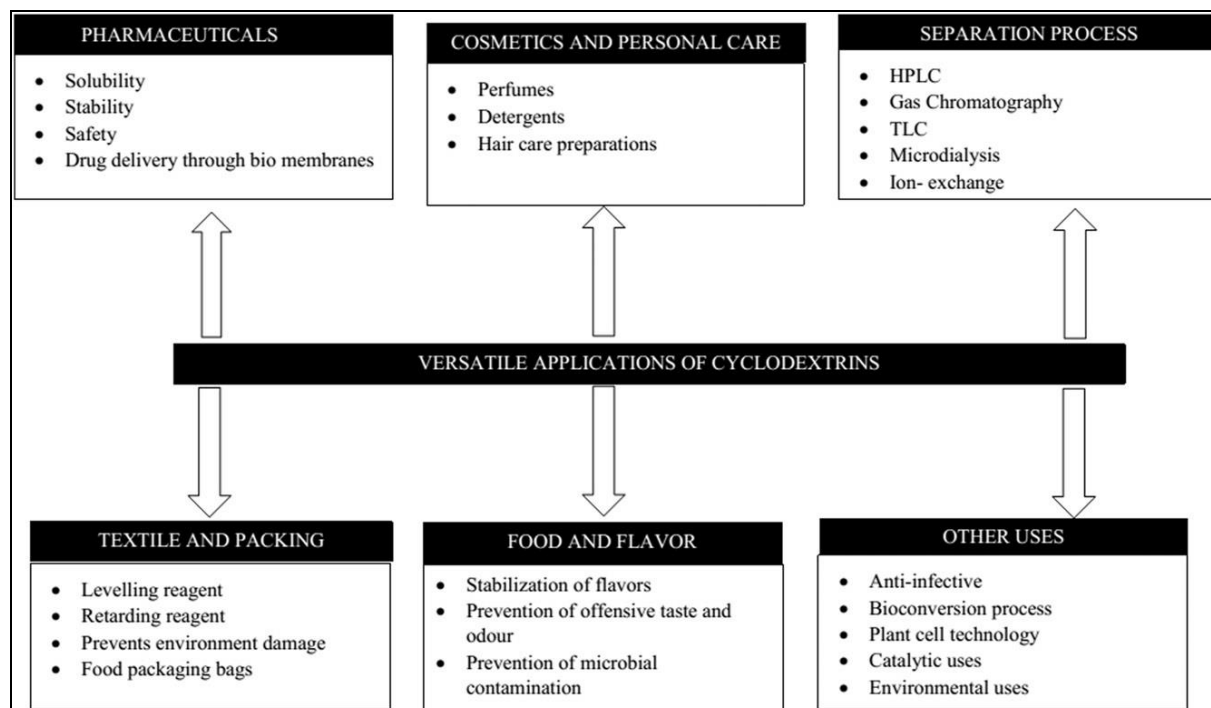 PHARMACEUTICALS
• Solubility
• Stability
• Safety
• Drug delivery through bio membranes
COSMETICS AND PERSONAL CARE
• Perfumes
• Detergents
• Hair care preparations
SEPARATION PROCESS
• HPLC
• Gas Chromatography
• TLC
• Microdialysis
• Ion- exchange
VERSATILE APPLICATIONS OF CYCLODEXTRINS
TEXTILE AND PACKING
• Levelling reagent
• Retarding reagent
• Prevents environment damage
• Food packaging bags
FOOD AND FLAVOR
• Stabilization of flavors
• Prevention of offensive taste and
odour
• Prevention of microbial
contamination
OTHER USES
• Anti-infective
• Bioconversion process
• Plant cell technology
• Catalytic uses
• Environmental uses